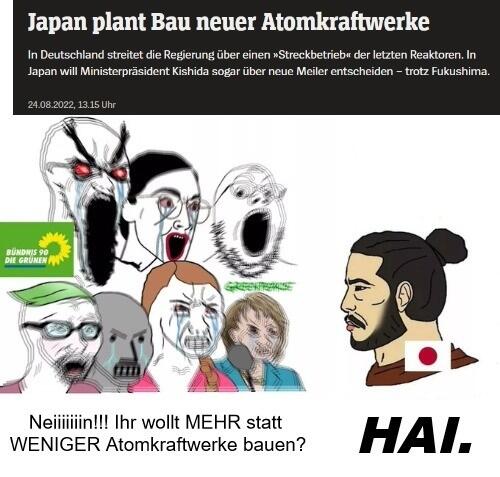 Japan plant Bau neuer Atomkraftwerke
In Deutschland streitet die Regierung über einen »Streckbetrieb« der letzten Reaktoren. In
Japan will Ministerpräsident Kishida sogar über neue Meiler entscheiden – trotz Fukushima.
24.08.2022, 13.15 Uhr
BÜNDNIS 90
DIE GRÜNEN
GREENPEACE
Neiiiiiiin!!! Ihr wollt MEHR statt
WENIGER Atomkraftwerke bauen?
HAI.